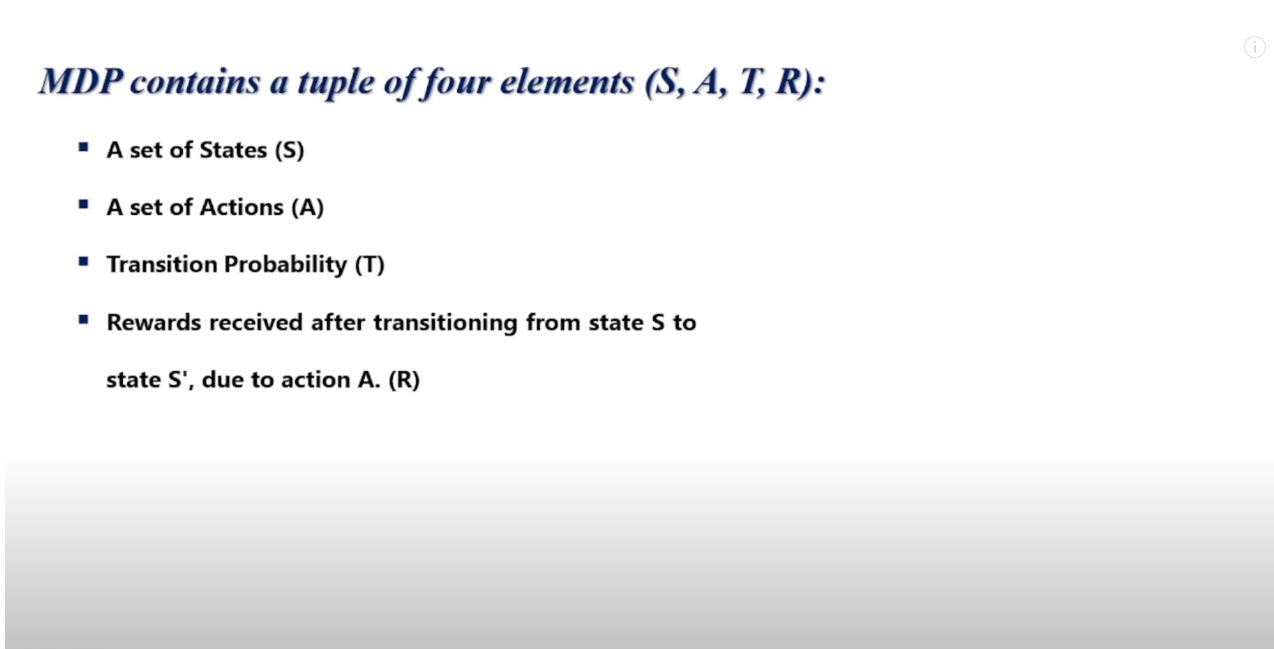 MDP contains a tuple of four elements (S, A, T, R):
▪ A set of States (S)
▪ A set of Actions (A)
▪ Transition Probability (T)
▪ Rewards received after transitioning from state S to
state S', due to action A. (R)